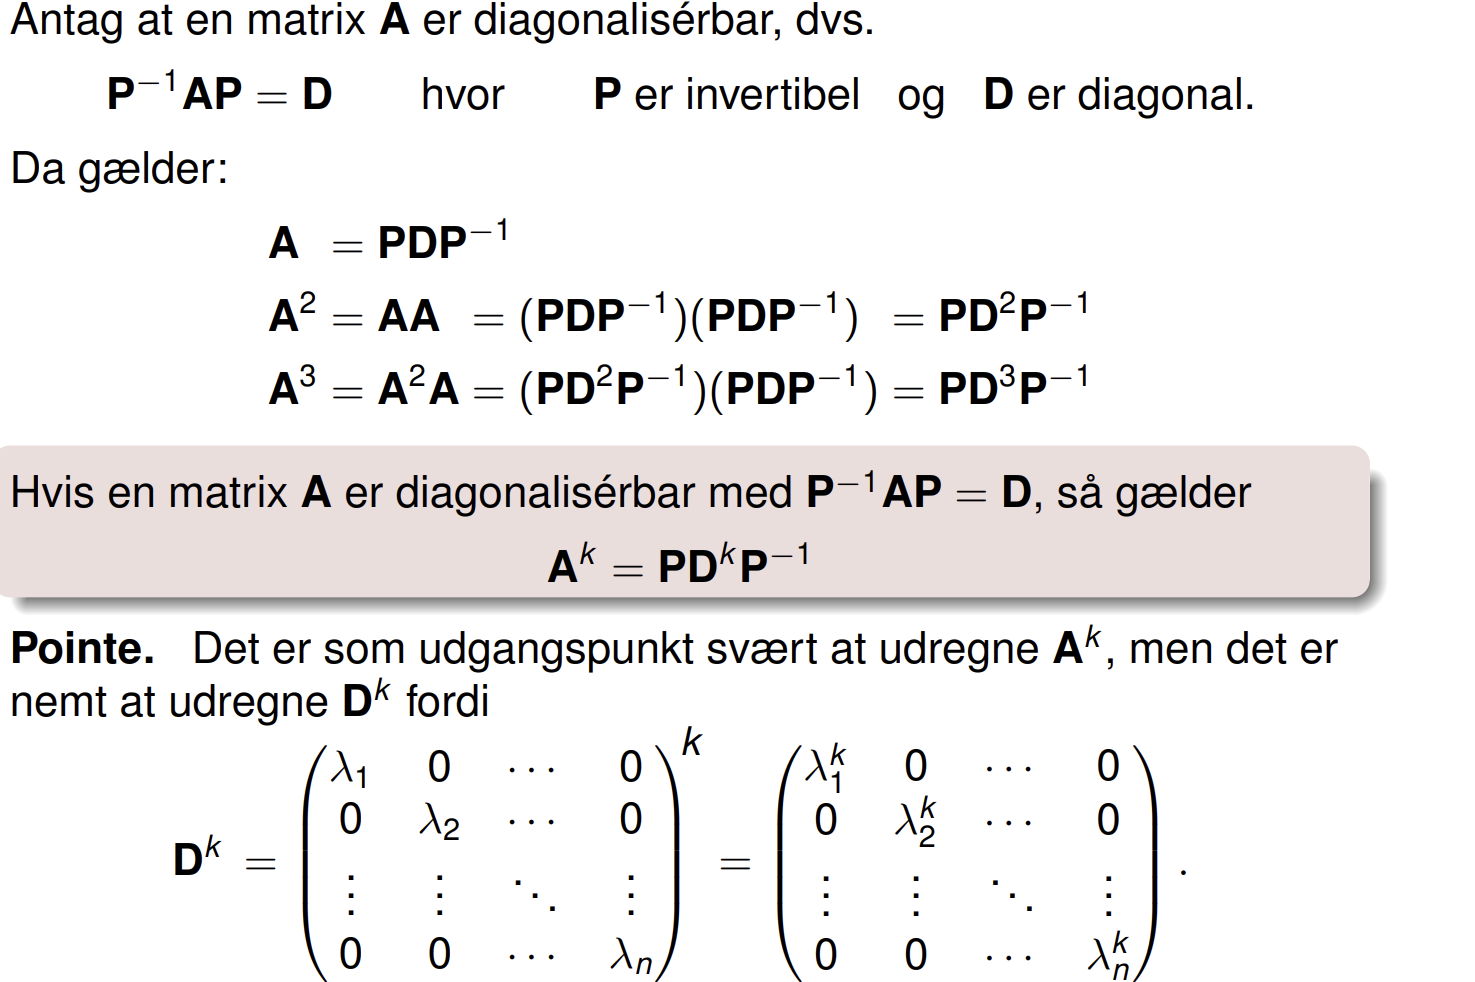 Antag at en matrix A er diagonalisérbar, dvs.
P⁻¹AP = D hvor P er invertibel og D er diagonal.
Da gælder:
A = PDP⁻¹
A² = AA = (PDP⁻¹)(PDP⁻¹) = PD²P⁻¹
A³ = A²A = (PD²P⁻¹)(PDP⁻¹) = PD³P⁻¹
Hvis en matrix A er diagonalisérbar med P⁻¹AP = D, så gælder
Aᵏ = PDᵏP⁻¹
Pointe. Det er som udgangspunkt svært at udregne Aᵏ, men det er
nemt at udregne Dᵏ fordi
Dᵏ = (λ₁ 0 ⋯ 0; 0 λ₂ ⋯ 0; ⋮ ⋮ ⋱ ⋮; 0 0 ⋯ λₙ)ᵏ = (λ₁ᵏ 0 ⋯ 0; 0 λ₂ᵏ ⋯ 0; ⋮ ⋮ ⋱ ⋮; 0 0 ⋯ λₙᵏ).